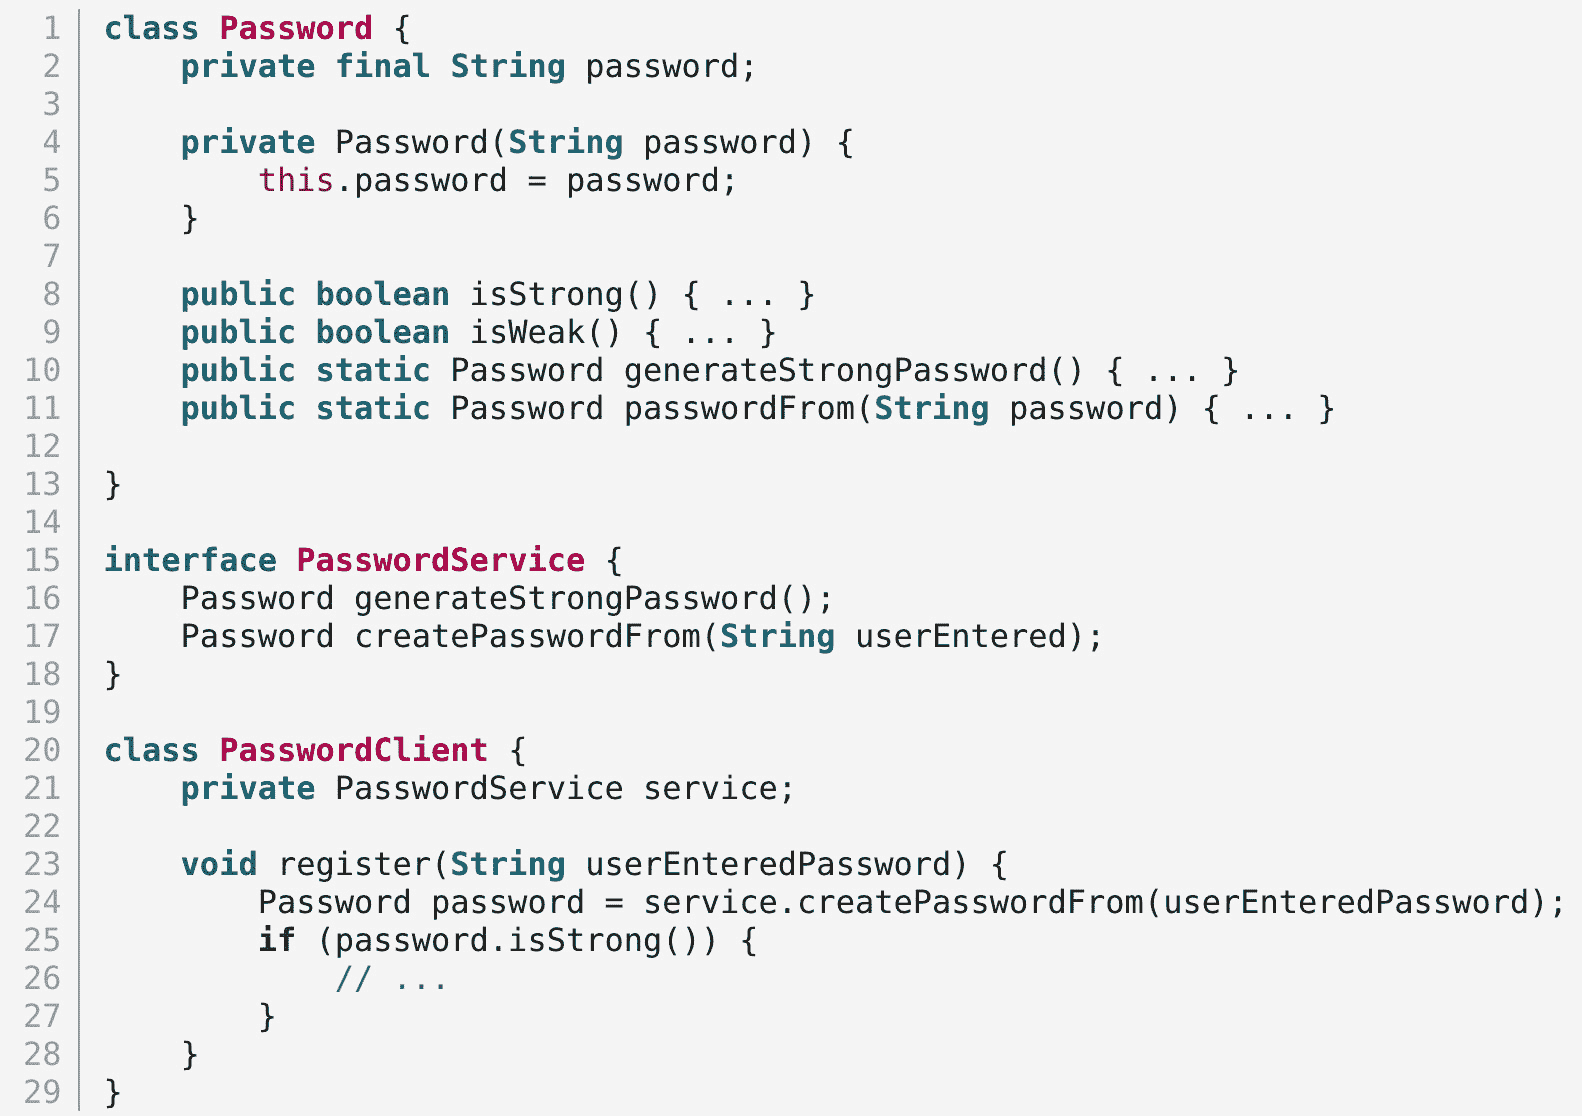 1 class Password {
2     private final String password;
3
4     private Password(String password) {
5         this.password = password;
6     }
7
8     public boolean isStrong() { ... }
9     public boolean isWeak() { ... }
10     public static Password generateStrongPassword() { ... }
11     public static Password passwordFrom(String password) { ... }
12
13 }
14
15 interface PasswordService {
16     Password generateStrongPassword();
17     Password createPasswordFrom(String userEntered);
18 }
19
20 class PasswordClient {
21     private PasswordService service;
22
23     void register(String userEnteredPassword) {
24         Password password = service.createPasswordFrom(userEnteredPassword);
25         if (password.isStrong()) {
26             // ...
27         }
28     }
29 }